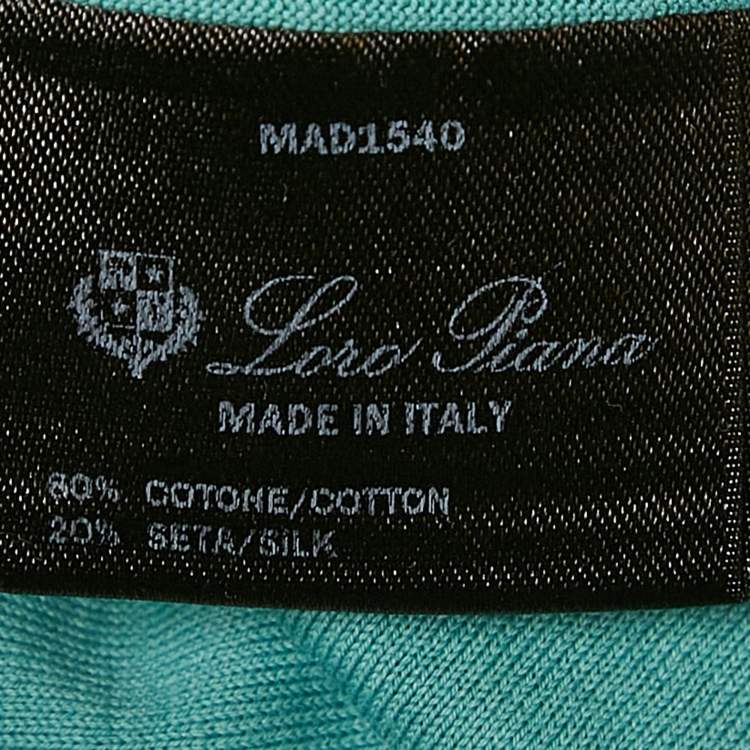 MAD1540
Loro Piana
MADE IN ITALY
80% COTONE/COTTON
20% SETA/SILK